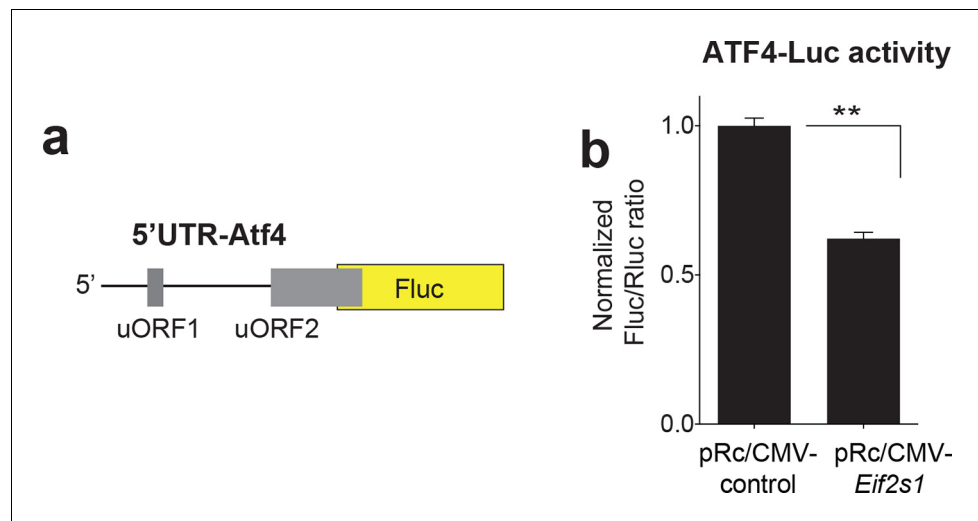 a
5'UTR-Atf4
5'
Fluc
uORF1 uORF2
b
ATF4-Luc activity
**
Normalized
Fluc/Rluc ratio
1.0
0.5
0.0
pRc/CMV-
control
pRc/CMV-
Eif2s1